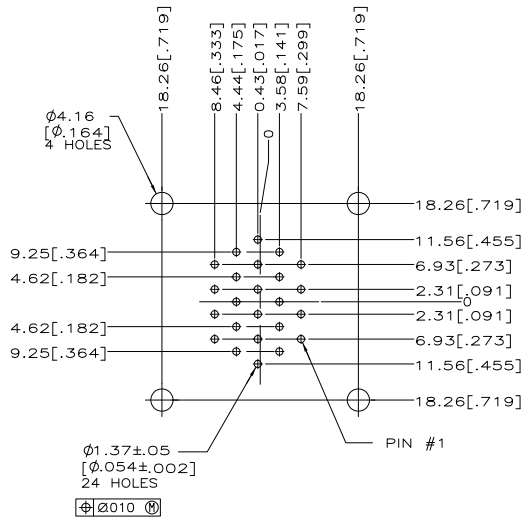 18.26[.719]
8.46[.333]
4.44[.175]
0.43[.017]
3.58[.141]
7.59[.299]
18.26[.719]
0
Ø4.16
[Ø.164]
4 HOLES
18.26[.719]
11.56[.455]
9.25[.364]
6.93[.273]
4.62[.182]
2.31[.091]
0
2.31[.091]
4.62[.182]
6.93[.273]
9.25[.364]
11.56[.455]
18.26[.719]
PIN #1
Ø1.37±.05
[Ø.054±.002]
24 HOLES
⌖ Ø.010 Ⓜ